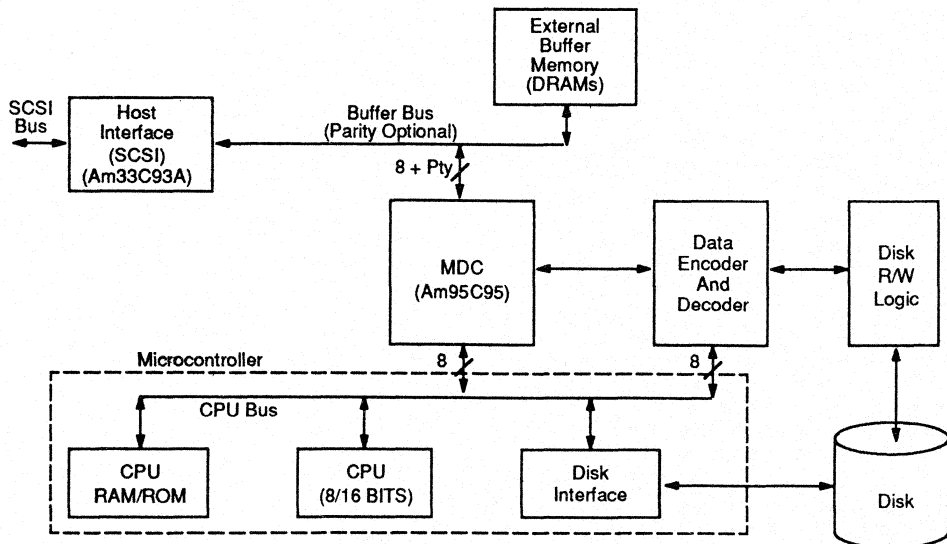 External
Buffer
Memory
(DRAMs)
SCSI
Bus
Host
Interface
(SCSI)
(Am33C93A)
Buffer Bus
(Parity Optional)
8 + Pty
MDC
(Am95C95)
Data
Encoder
And
Decoder
Disk
R/W
Logic
8
8
Microcontroller
CPU Bus
CPU
RAM/ROM
CPU
(8/16 BITS)
Disk
Interface
Disk